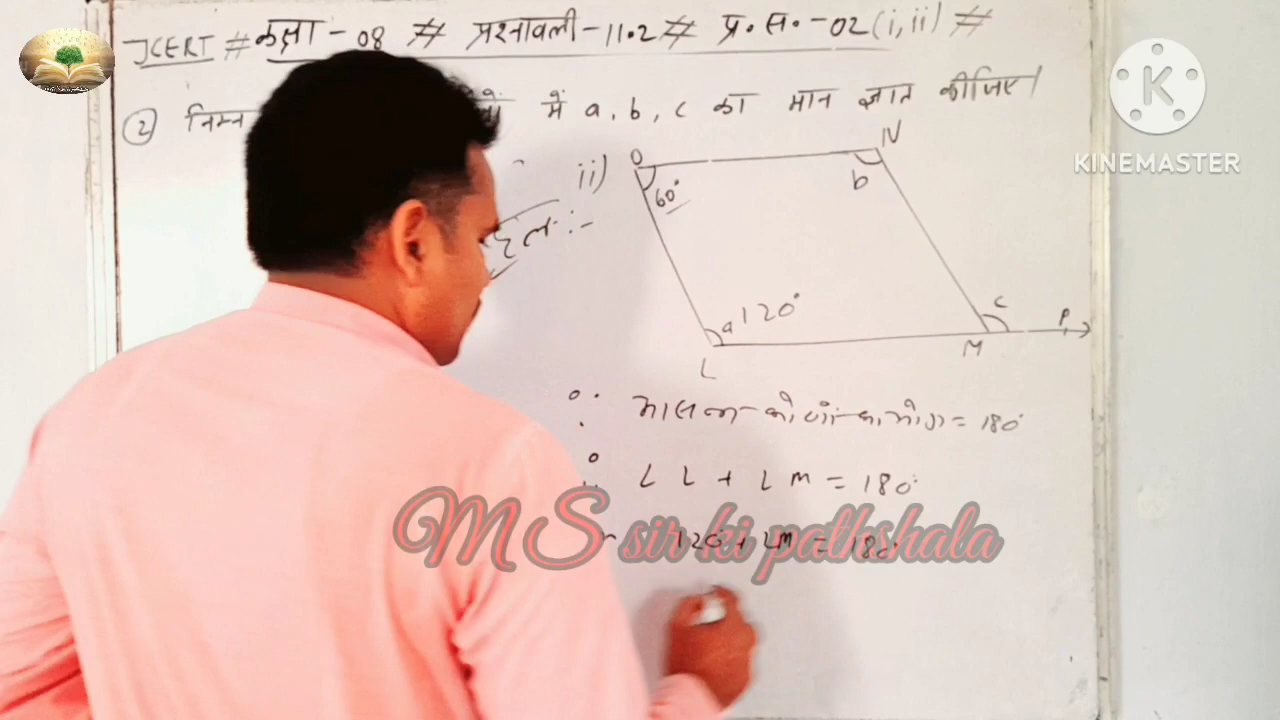 JCERT # कक्षा - 08 # प्रश्नावली - 11.2 # प्र. स. - 02 (i, ii) #
K
KINEMASTER
2 निम्न में a, b, c का मान ज्ञात कीजिए।
ii)
O
N
60°
b
हल :-
a 120°
c
P
L
M
∵ आसन्न कोणों का योग = 180°
∴ ∠L + ∠M = 180°
120 + ∠M = 180
MS sir ki pathshala